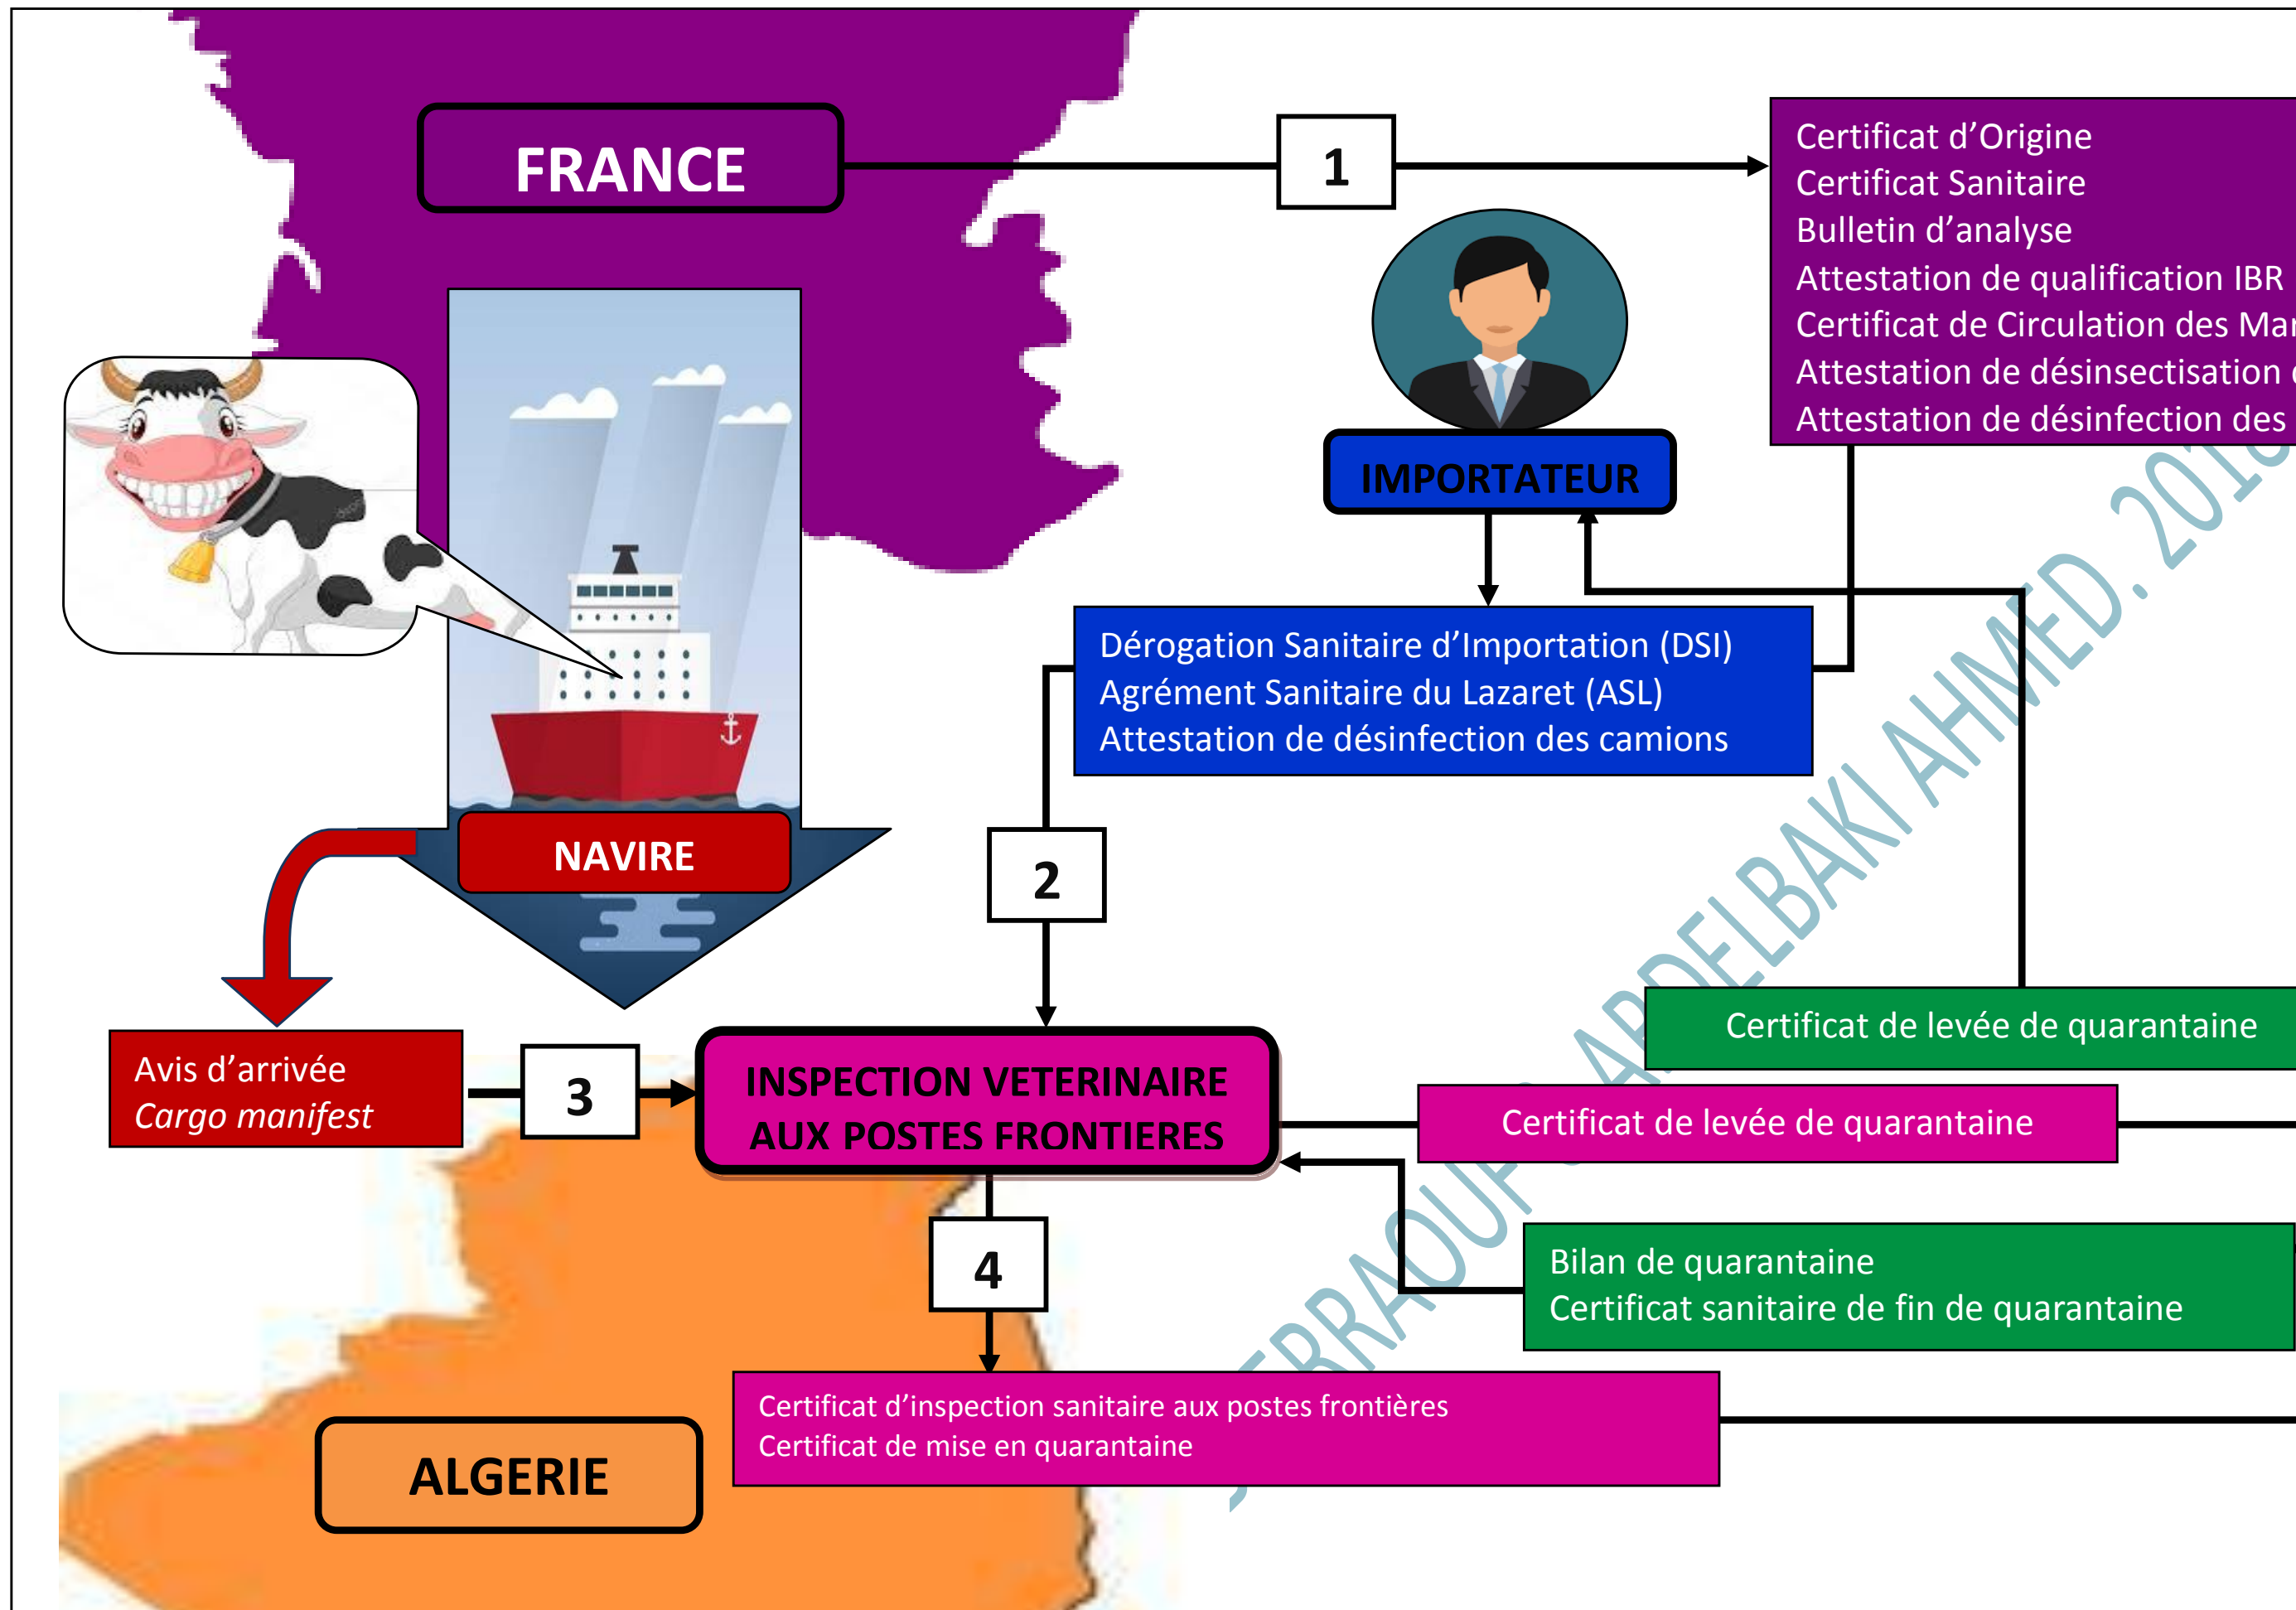 FRANCE
1
Certificat d’Origine
Certificat Sanitaire
Bulletin d’analyse
Attestation de qualification IBR
Certificat de Circulation des
Attestation de désinsectisation
Attestation de désinfection des
IMPORTATEUR
Dérogation Sanitaire d’Importation (DSI)
Agrément Sanitaire du Lazaret (ASL)
Attestation de désinfection des camions
NAVIRE
2
Avis d’arrivée
Cargo manifest
3
INSPECTION VETERINAIRE
AUX POSTES FRONTIERES
Certificat de levée de quarantaine
Certificat de levée de quarantaine
4
Bilan de quarantaine
Certificat sanitaire de fin de quarantaine
Certificat d’inspection sanitaire aux postes frontières
Certificat de mise en quarantaine
ALGERIE
ABDELBAKI AHMED. 2018